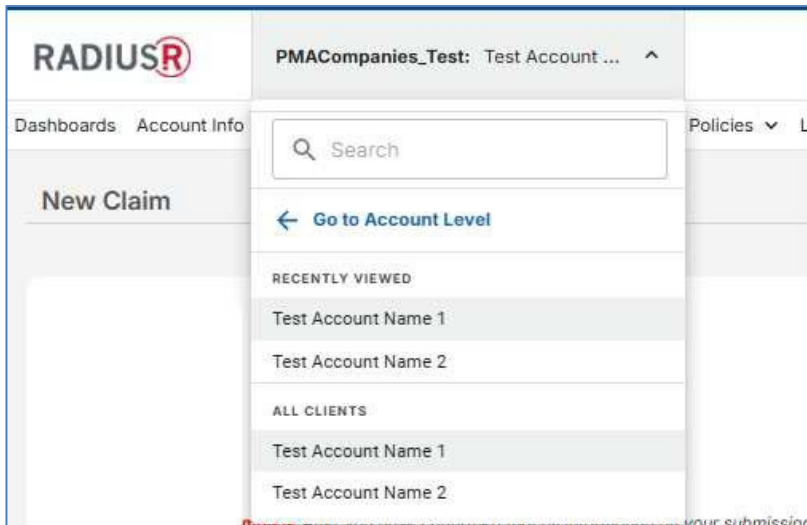 RADIUSR
PMACompanies_Test: Test Account ...
Dashboards Account Info Policies L
Search
New Claim
Go to Account Level
RECENTLY VIEWED
Test Account Name 1
Test Account Name 2
ALL CLIENTS
Test Account Name 1
Test Account Name 2
your submission